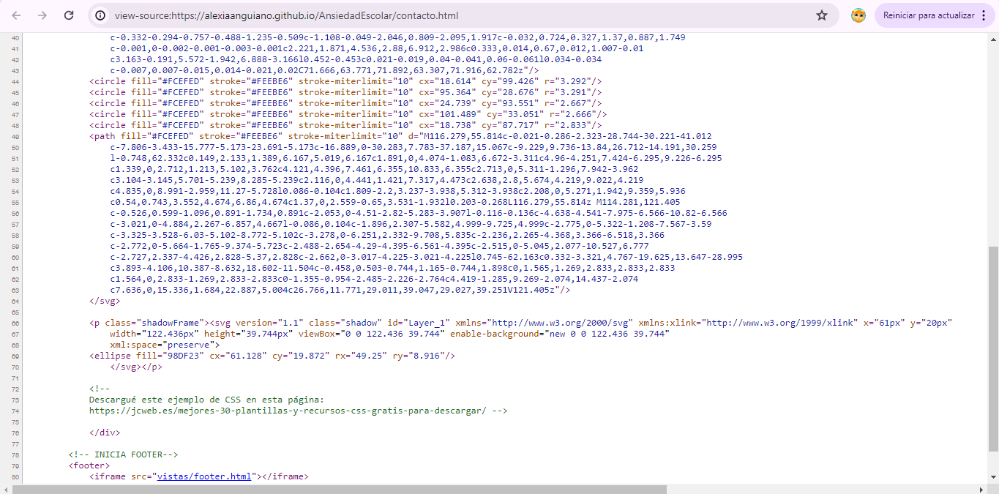 view-source:https://alexiaanguiano.github.io/AnsiedadEscolar/contacto.html
Reiniciar para actualizar
40 c-0.332-0.294-0.757-0.488-1.235-0.509c-1.108-0.049-2.046,0.809-2.095,1.917c-0.032,0.724,0.327,1.37,0.887,1.749
41 c-0.001,0-0.002-0.001-0.003-0.001c2.221,1.871,4.536,2.88,6.912,2.986c0.333,0.014,0.67,0.012,1.007-0.01
42 c3.163-0.191,5.572-1.942,6.888-3.166l0.452-0.453c0.021-0.019,0.04-0.041,0.06-0.061l0.034-0.034
43 c-0.007,0.007-0.015,0.014-0.021,0.02C71.666,63.771,71.892,63.307,71.916,62.782z"/>
44 <circle fill="#FCEFED" stroke="#FEEBE6" stroke-miterlimit="10" cx="18.614" cy="99.426" r="3.292"/>
45 <circle fill="#FCEFED" stroke="#FEEBE6" stroke-miterlimit="10" cx="95.364" cy="28.676" r="3.291"/>
46 <circle fill="#FCEFED" stroke="#FEEBE6" stroke-miterlimit="10" cx="24.739" cy="93.551" r="2.667"/>
47 <circle fill="#FCEFED" stroke="#FEEBE6" stroke-miterlimit="10" cx="101.489" cy="33.051" r="2.666"/>
48 <circle fill="#FCEFED" stroke="#FEEBE6" stroke-miterlimit="10" cx="18.738" cy="87.717" r="2.833"/>
49 <path fill="#FCEFED" stroke="#FEEBE6" stroke-miterlimit="10" d="M116.279,55.814c-0.021-0.286-2.323-28.744-30.221-41.012
50 c-7.806-3.433-15.777-5.173-23.691-5.173c-16.889,0-30.283,7.783-37.187,15.067c-9.229,9.736-13.84,26.712-14.191,30.259
51 l-0.748,62.332c0.149,2.133,1.389,6.167,5.019,6.167c1.891,0,4.074-1.083,6.672-3.311c4.96-4.251,7.424-6.295,9.226-6.295
52 c1.339,0,2.712,1.213,5.102,3.762c4.121,4.396,7.461,6.355,10.833,6.355c2.713,0,5.311-1.296,7.942-3.962
53 c3.104-3.145,5.701-5.239,8.285-5.239c2.116,0,4.441,1.421,7.317,4.473c2.638,2.8,5.674,4.219,9.022,4.219
54 c4.835,0,8.991-2.959,11.27-5.728l0.086-0.104c1.809-2.2,3.237-3.938,5.312-3.938c2.208,0,5.271,1.942,9.359,5.936
55 c0.54,0.743,3.552,4.674,6.86,4.674c1.37,0,2.559-0.65,3.531-1.932l0.203-0.268L116.279,55.814z M114.281,121.405
56 c-0.526,0.599-1.096,0.891-1.734,0.891c-2.053,0-4.51-2.82-5.283-3.907l-0.116-0.136c-4.638-4.541-7.975-6.566-10.82-6.566
57 c-3.021,0-4.884,2.267-6.857,4.667l-0.086,0.104c-1.896,2.307-5.582,4.999-9.725,4.999c-2.775,0-5.322-1.208-7.567-3.59
58 c-3.325-3.528-6.03-5.102-8.772-5.102c-3.278,0-6.251,2.332-9.708,5.835c-2.236,2.265-4.368,3.366-6.518,3.366
59 c-2.772,0-5.664-1.765-9.374-5.723c-2.488-2.654-4.29-4.395-6.561-4.395c-2.515,0-5.045,2.077-10.527,6.777
60 c-2.727,2.337-4.426,2.828-5.37,2.828c-2.662,0-3.017-4.225-3.021-4.225l0.745-62.163c0.332-3.321,4.767-19.625,13.647-28.995
61 c3.893-4.106,10.387-8.632,18.602-11.504c-0.458,0.503-0.744,1.165-0.744,1.898c0,1.565,1.269,2.833,2.833,2.833
62 c1.564,0,2.833-1.269,2.833-2.833c0-1.355-0.954-2.485-2.226-2.764c4.419-1.285,9.269-2.074,14.437-2.074
63 c7.636,0,15.336,1.684,22.887,5.004c26.766,11.771,29.011,39.047,29.027,39.251V121.405z"/>
64 </svg>
65
66 <p class="shadowFrame"><svg version="1.1" class="shadow" id="Layer_1" xmlns="http://www.w3.org/2000/svg" xmlns:xlink="http://www.w3.org/1999/xlink" x="61px" y="20px"
67 width="122.436px" height="39.744px" viewBox="0 0 122.436 39.744" enable-background="new 0 0 122.436 39.744"
68 xml:space="preserve">
69 <ellipse fill="98DF23" cx="61.128" cy="19.872" rx="49.25" ry="8.916"/>
70 </svg></p>
71
72 <!--
73 Descargué este ejemplo de CSS en esta página:
74 https://jcweb.es/mejores-30-plantillas-y-recursos-css-gratis-para-descargar/ -->
75
76 </div>
77
78 <!-- INICIA FOOTER-->
79 <footer>
80 <iframe src="vistas/footer.html"></iframe>